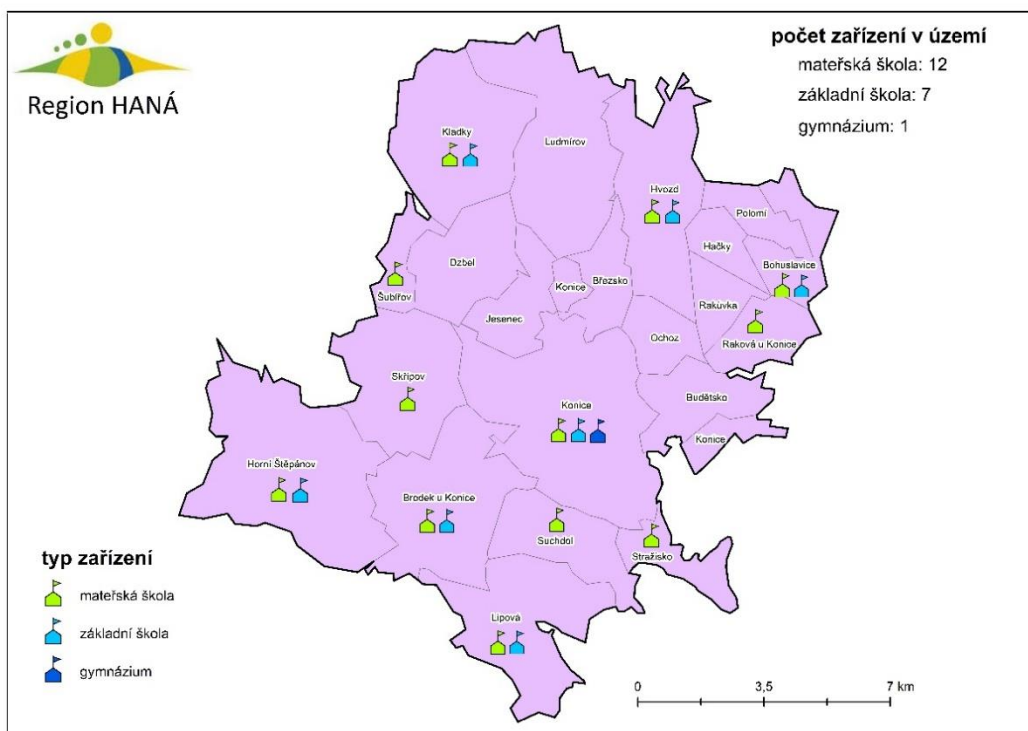 Region HANÁ
počet zařízení v území
mateřská škola: 12
základní škola: 7
gymnázium: 1
Kladky
Ludmírov
Hvozd
Polomí
Hačky
Bohuslavice
Dzbel
Šubířov
Konice
Březsko
Rakůvka
Jesenec
Ochoz
Raková u Konice
Skřípov
Budětsko
Konice
Konice
Horní Štěpánov
Brodek u Konice
Suchdol
Stražisko
Lipová
typ zařízení
mateřská škola
základní škola
gymnázium
0 3,5 7 km